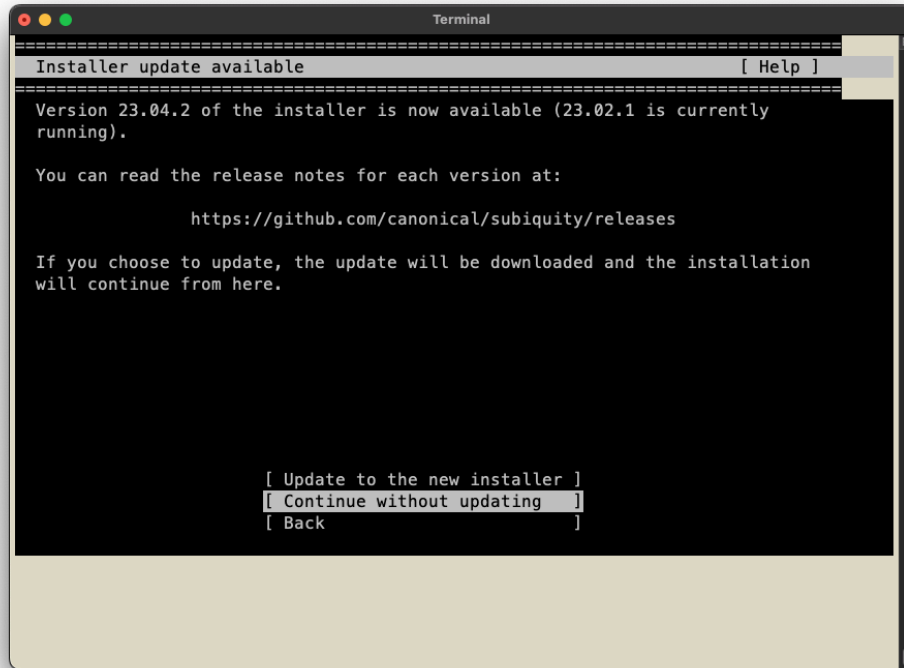 Terminal
================================================================================
Installer update available [ Help ]
================================================================================
Version 23.04.2 of the installer is now available (23.02.1 is currently
running).
You can read the release notes for each version at:
https://github.com/canonical/subiquity/releases
If you choose to update, the update will be downloaded and the installation
will continue from here.
[ Update to the new installer ]
[ Continue without updating ]
[ Back ]